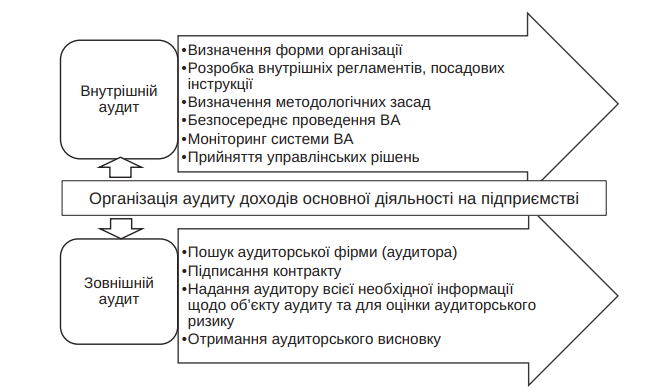 Внутрішній
аудит
•Визначення форми організації
•Розробка внутрішніх регламентів, посадових
інструкції
•Визначення методологічних засад
•Безпосереднє проведення ВА
•Моніторинг системи ВА
•Прийняття управлінських рішень
Організація аудиту доходів основної діяльності на підприємстві
Зовнішній
аудит
•Пошук аудиторської фірми (аудитора)
•Підписання контракту
•Надання аудитору всієї необхідної інформації
щодо об’єкту аудиту та для оцінки аудиторського
ризику
•Отримання аудиторського висновку